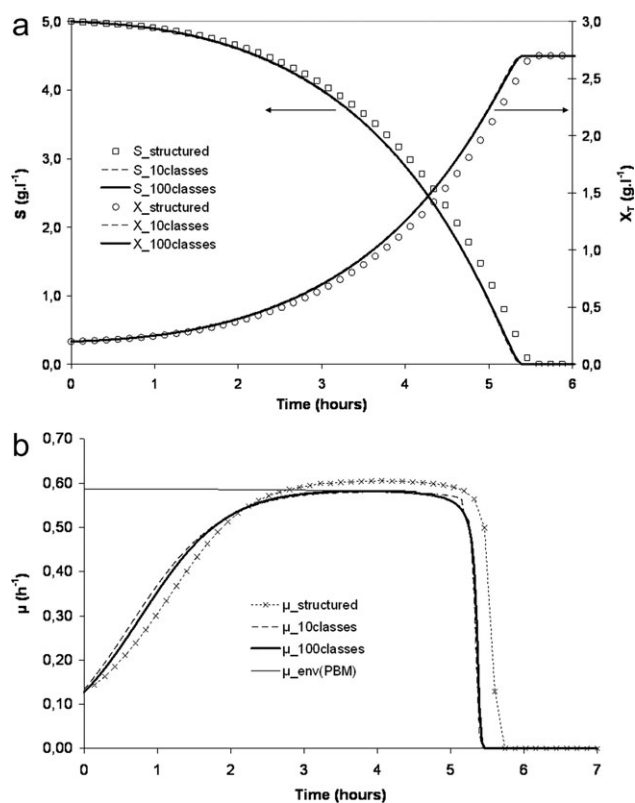 a
5,0
4,0
3,0
2,0
1,0
0,0
S (g.l⁻¹)
3,0
2,5
2,0
1,5
1,0
0,5
0,0
X_T (g.l⁻¹)
S_structured
S_10classes
S_100classes
X_structured
X_10classes
X_100classes
0 1 2 3 4 5 6
Time (hours)
b
0,70
0,60
0,50
0,40
0,30
0,20
0,10
0,00
μ (h⁻¹)
μ_structured
μ_10classes
μ_100classes
μ_env(PBM)
0 1 2 3 4 5 6 7
Time (hours)